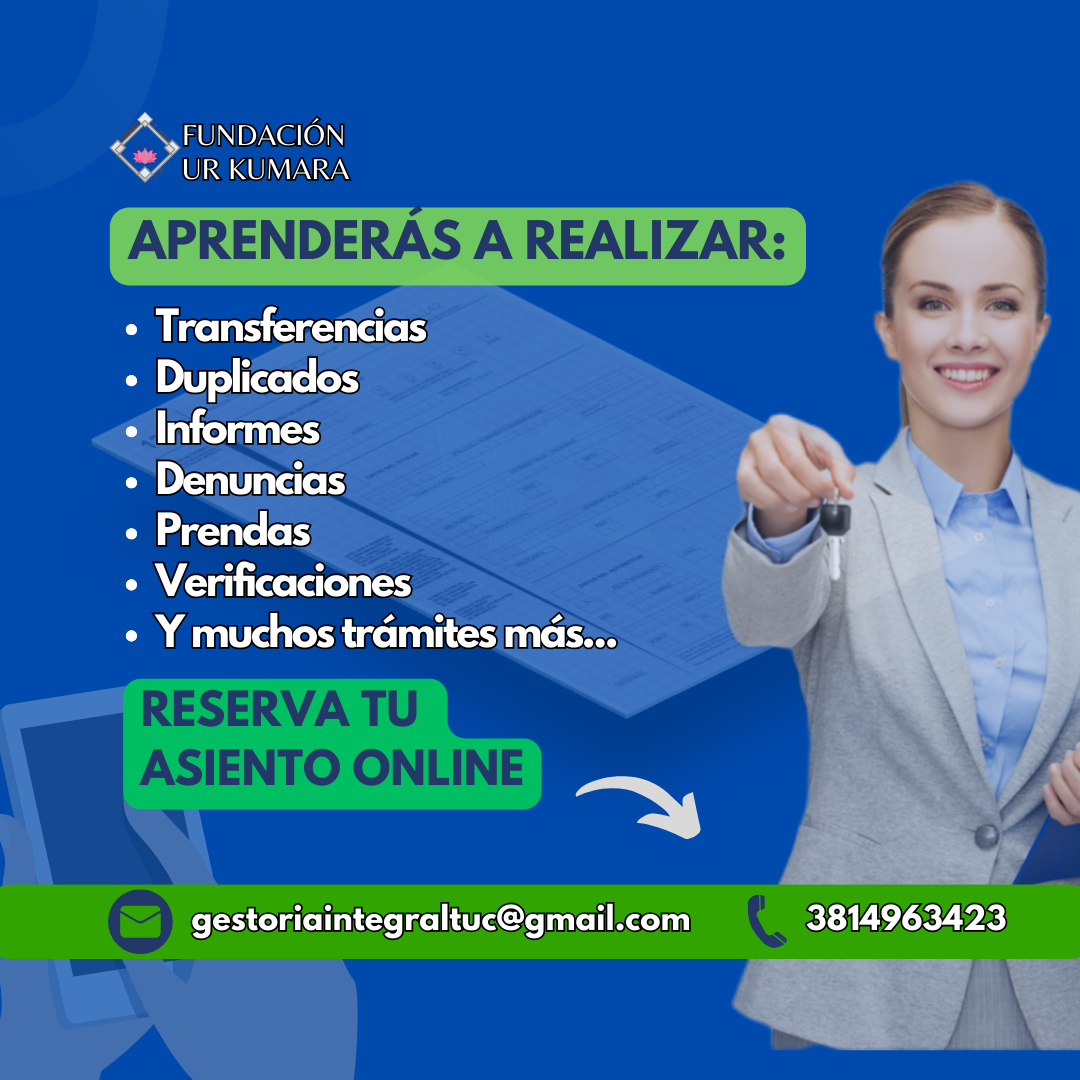 FUNDACIÓN
UR KUMARA
APRENDERÁS A REALIZAR:
• Transferencias
• Duplicados
• Informes
• Denuncias
• Prendas
• Verificaciones
• Y muchos trámites más...
RESERVA TU
ASIENTO ONLINE
gestoriaintegraltuc@gmail.com
3814963423